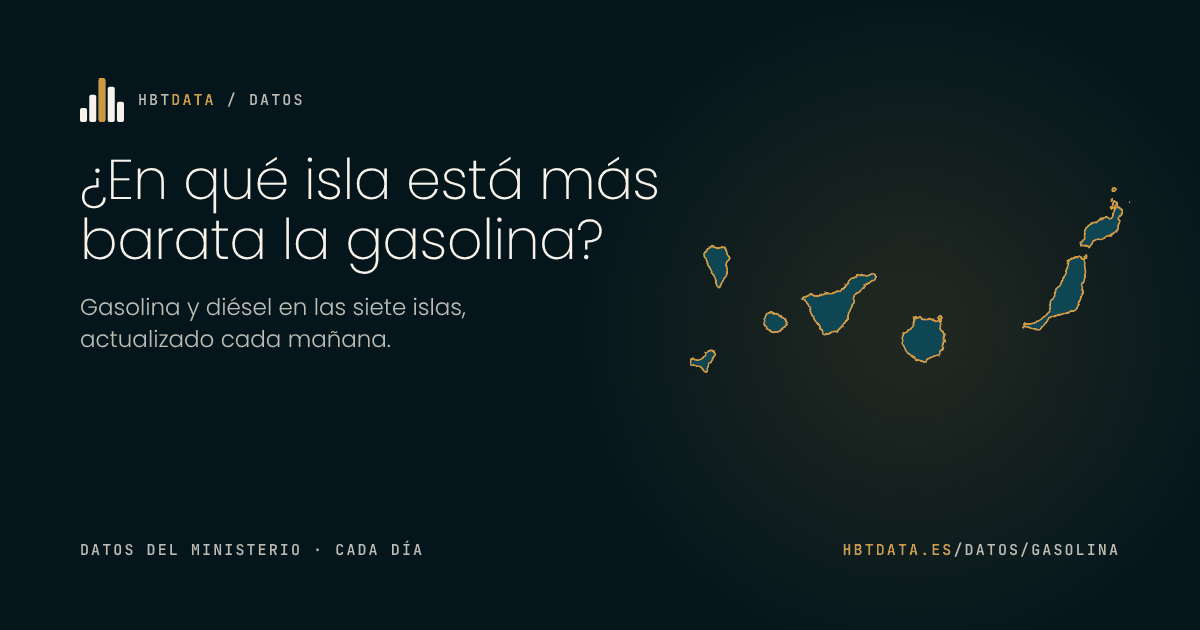 HBTDATA / DATOS
¿En qué isla está más
barata la gasolina?
Gasolina y diésel en las siete islas,
actualizado cada mañana.
DATOS DEL MINISTERIO · CADA DÍA
HBTDATA.ES/DATOS/GASOLINA